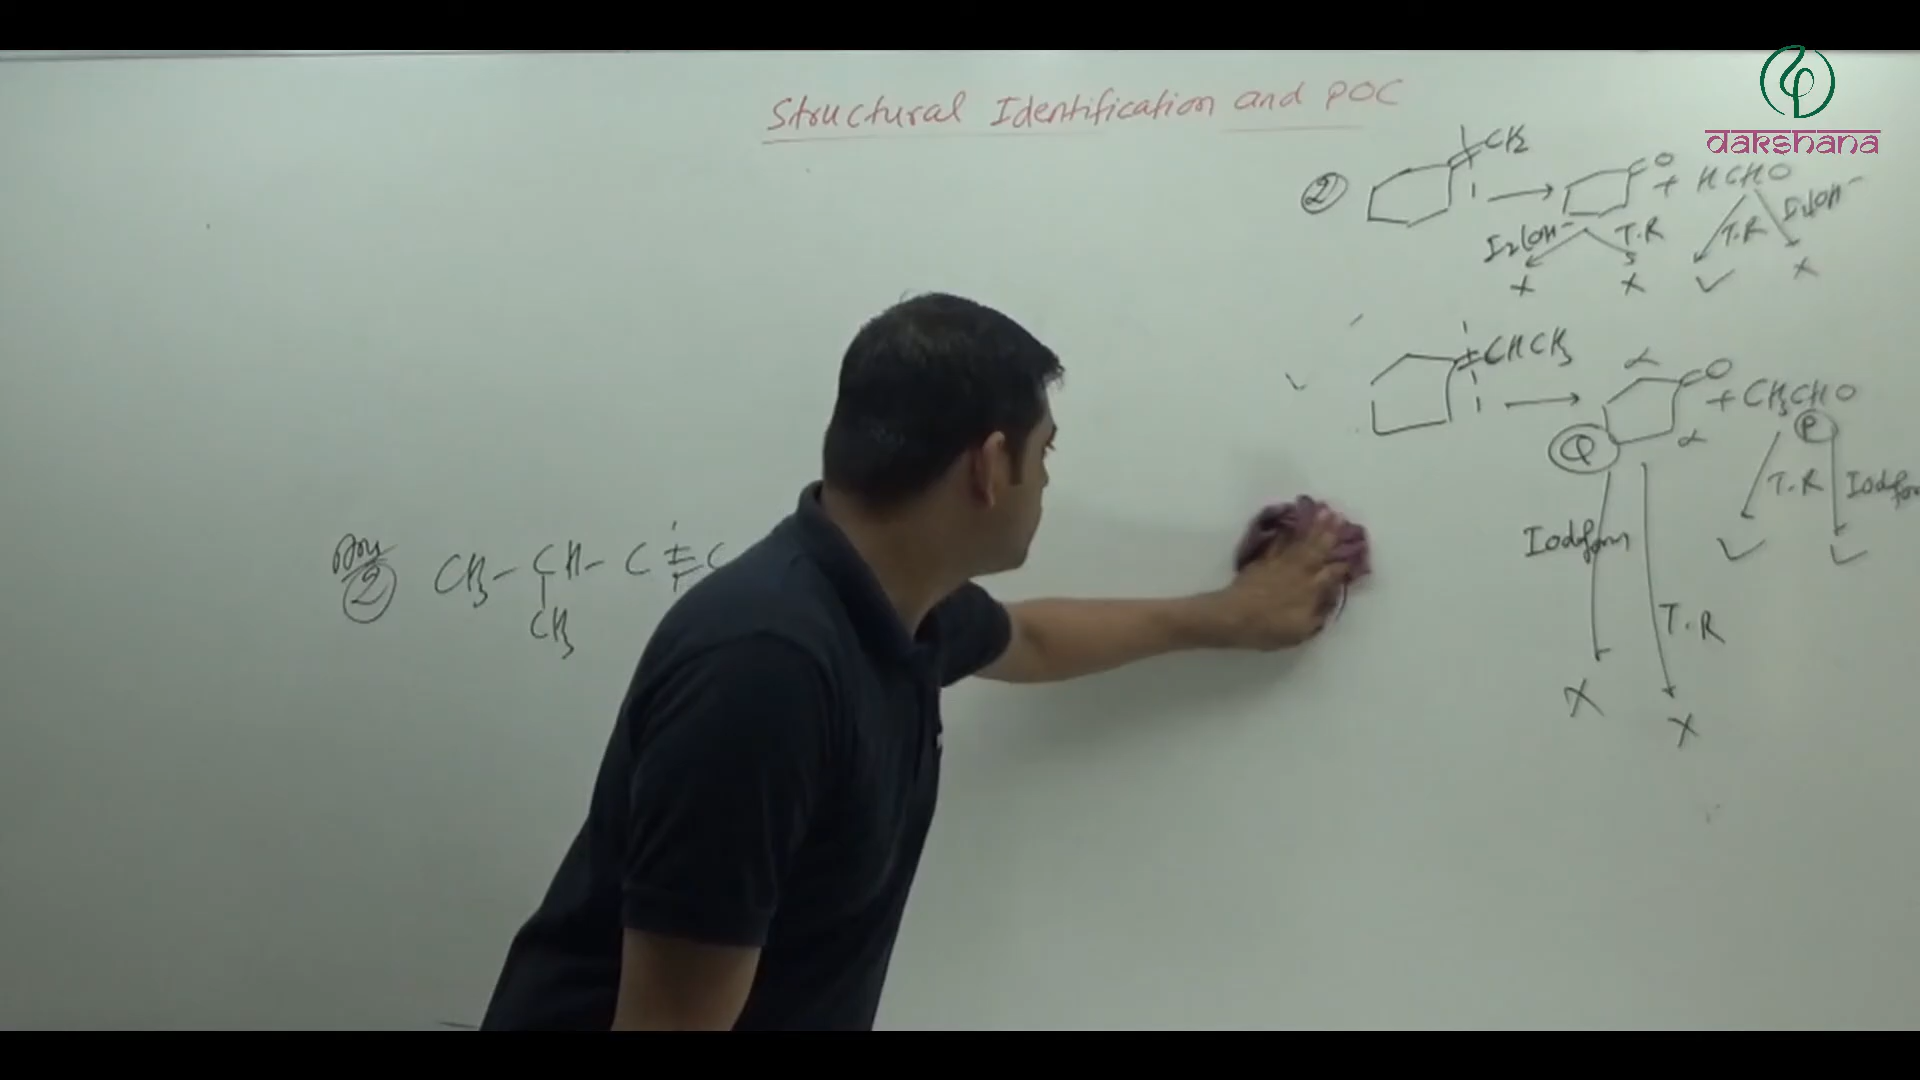 Structural Identification and POC
dakshana
② =CH2 → =O + HCHO
I2/OH- T.R T.R I2/OH-
x x ✓ x
✓ =CHCH3 → α =O + CH3CHO
α
Q P
Iodoform T.R T.R
x x ✓ ✓
② CH3-CH-C=C
CH3